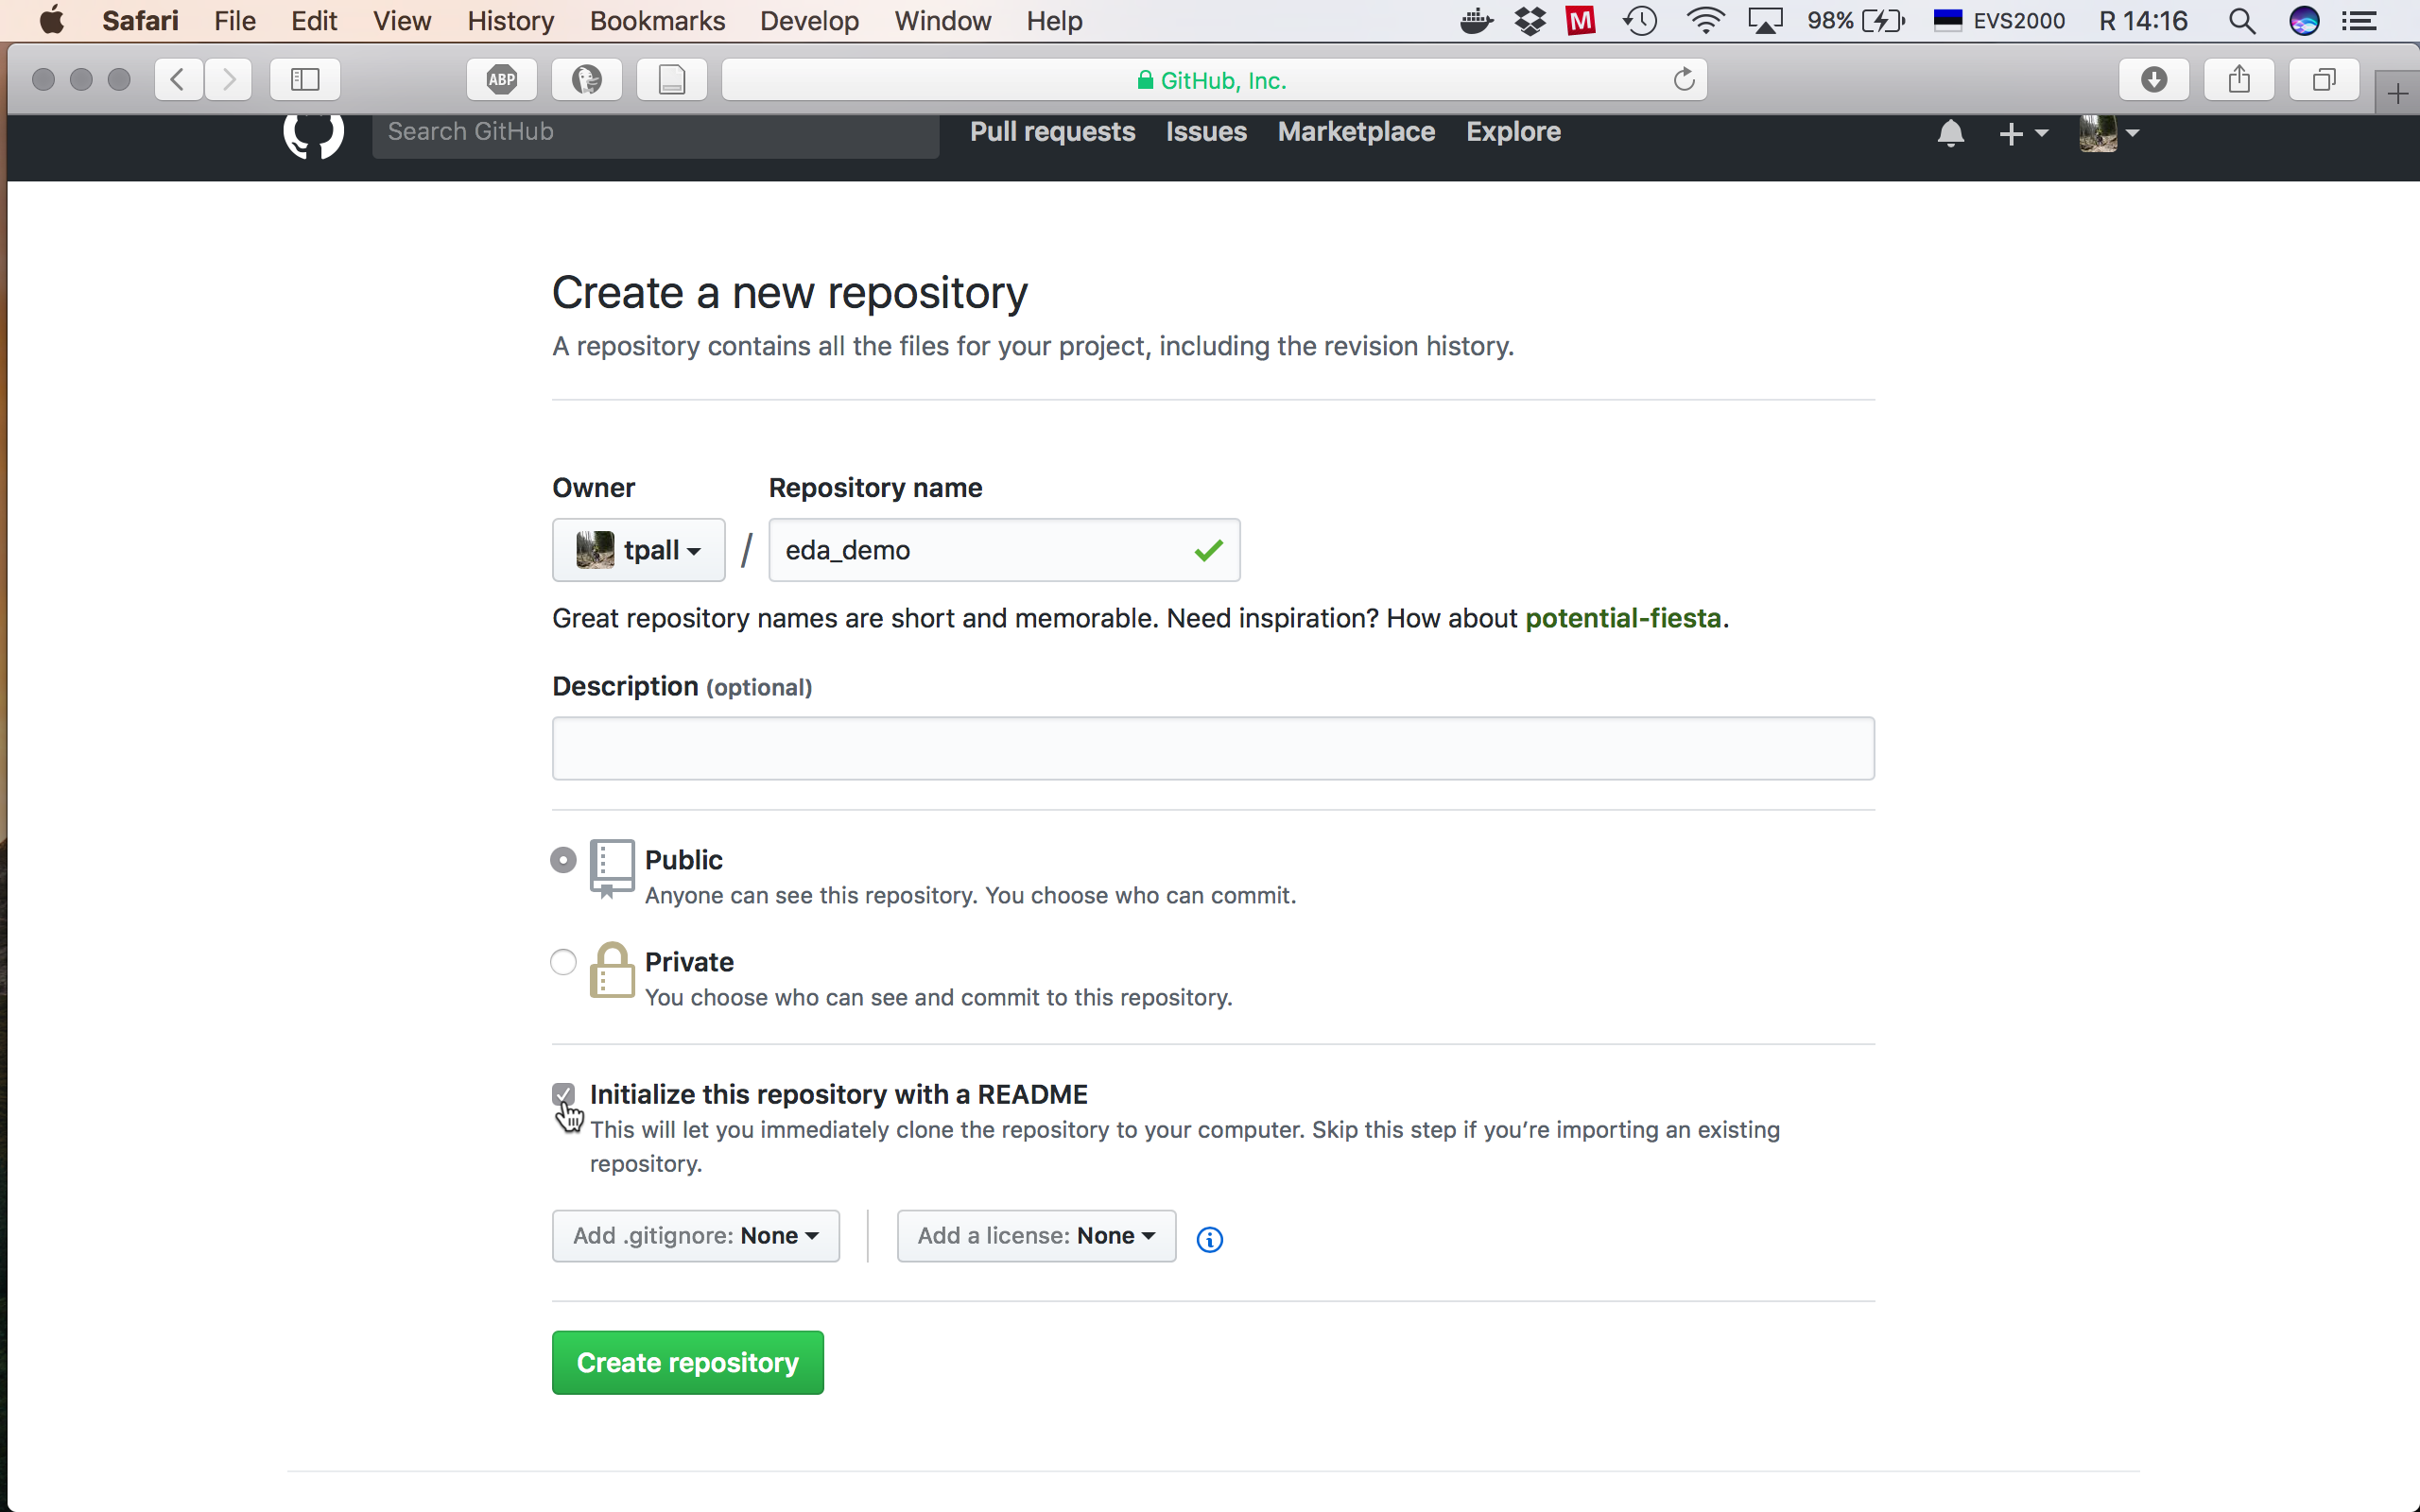 Safari File Edit View History Bookmarks Develop Window Help M 98% EVS2000 R 14:16
ABP GitHub, Inc.
Search GitHub Pull requests Issues Marketplace Explore
Create a new repository
A repository contains all the files for your project, including the revision history.
Owner Repository name
tpall / eda_demo
Great repository names are short and memorable. Need inspiration? How about potential-fiesta.
Description (optional)
Public
Anyone can see this repository. You choose who can commit.
Private
You choose who can see and commit to this repository.
Initialize this repository with a README
This will let you immediately clone the repository to your computer. Skip this step if you’re importing an existing
repository.
Add .gitignore: None Add a license: None
Create repository